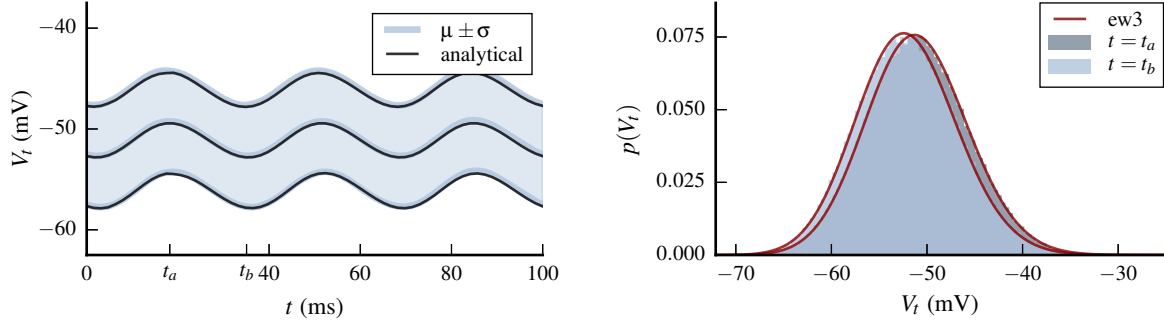 −40
−50
−60
V_t (mV)
μ ± σ
analytical
0
t_a
t_b
40
60
80
100
t (ms)
0.075
0.050
0.025
0.000
p(V_t)
ew3
t = t_a
t = t_b
−70
−60
−50
−40
−30
V_t (mV)